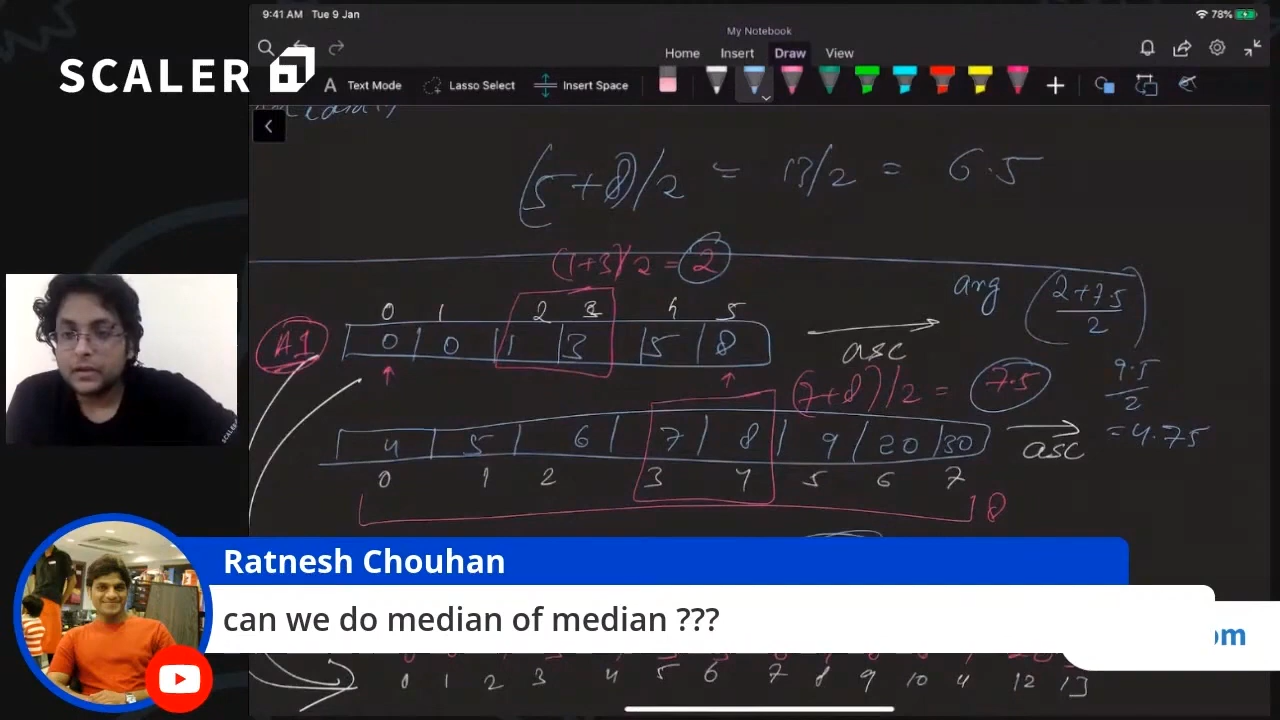 9:41 AM Tue 9 Jan
78%
My Notebook
SCALER
Home Insert Draw View
A Text Mode Lasso Select Insert Space
(5+8)/2 = 13/2 = 6.5
(1+3)/2 = 2
avg (2+7.5)/2
0 1 2 3 4 5
A1 0 0 1 3 5 8
asc
9.5/2
= 4.75
(7+8)/2 = 7.5
4 5 6 7 8 9 20 30
asc
0 1 2 3 4 5 6 7
8
Ratnesh Chouhan
can we do median of median ???
om
0 1 2 3 4 5 6 7 8 9 10 4 12 13